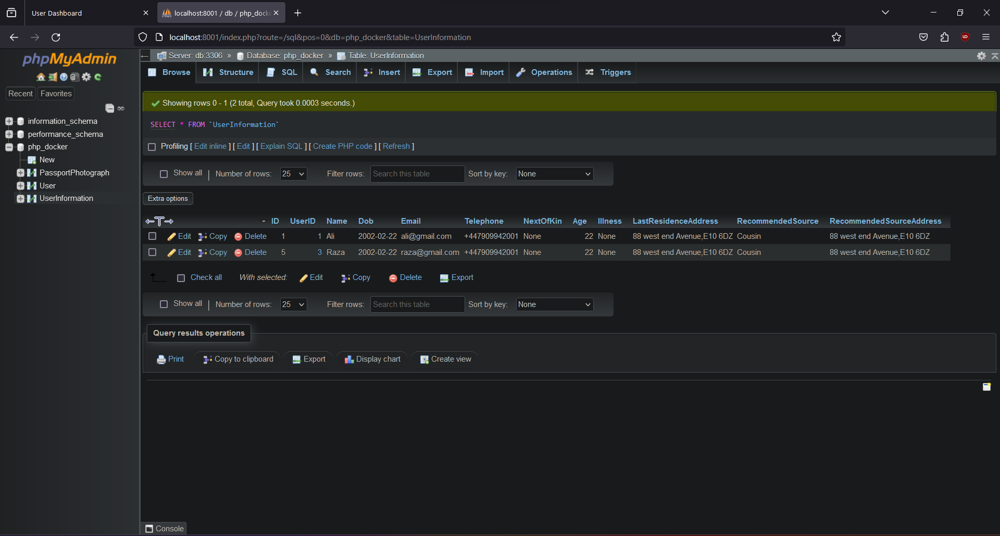 User Dashboard
localhost:8001 / db / php_docke
localhost:8001/index.php?route=/sql&pos=0&db=php_docker&table=UserInformation
phpMyAdmin
Recent Favorites
information_schema
performance_schema
php_docker
New
PassportPhotograph
User
UserInformation
Server: db:3306 » Database: php_docker » Table: UserInformation
Browse Structure SQL Search Insert Export Import Operations Triggers
Showing rows 0 - 1 (2 total, Query took 0.0003 seconds.)
SELECT * FROM `UserInformation`
Profiling [ Edit inline ] [ Edit ] [ Explain SQL ] [ Create PHP code ] [ Refresh ]
Show all | Number of rows: 25 Filter rows: Search this table Sort by key: None
Extra options
ID UserID Name Dob Email Telephone NextOfKin Age Illness LastResidenceAddress RecommendedSource RecommendedSourceAddress
Edit Copy Delete 1 1 Ali 2002-02-22 ali@gmail.com +447909942001 None 22 None 88 west end Avenue,E10 6DZ Cousin 88 west end Avenue,E10 6DZ
Edit Copy Delete 5 3 Raza 2002-02-22 raza@gmail.com +447909942001 None 22 None 88 west end Avenue,E10 6DZ Cousin 88 west end Avenue,E10 6DZ
Check all With selected: Edit Copy Delete Export
Show all | Number of rows: 25 Filter rows: Search this table Sort by key: None
Query results operations
Print Copy to clipboard Export Display chart Create view
Console